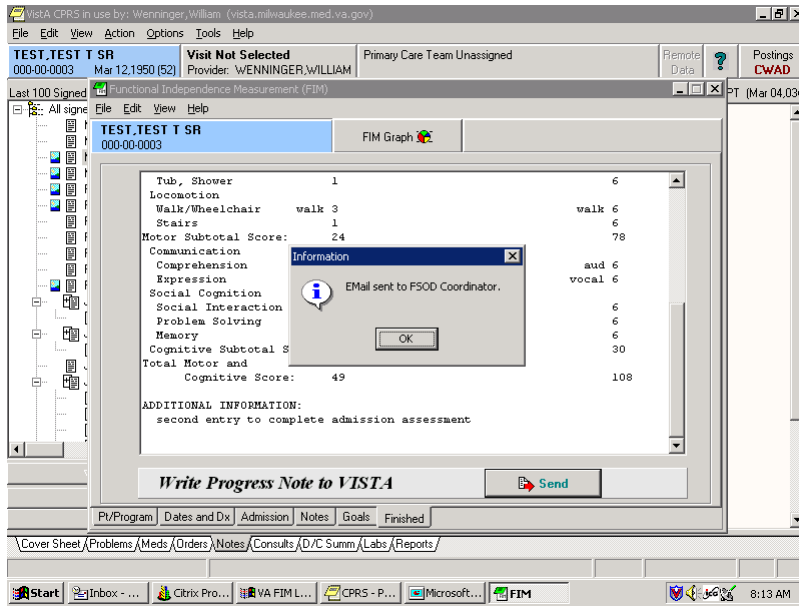 VistA CPRS in use by: Wenninger,William (vista.milwaukee.med.va.gov)
File Edit View Action Options Tools Help
TEST,TEST T SR
000-00-0003 Mar 12,1950 (52)
Visit Not Selected
Provider: WENNINGER,WILLIAM
Primary Care Team Unassigned
Remote
Data
?
Postings
CWAD
Last 100 Signed
PT (Mar 04,03
All signe
Functional Independence Measurement (FIM)
File Edit View Help
TEST,TEST T SR
000-00-0003
FIM Graph
Tub, Shower 1 6
Locomotion
Walk/Wheelchair walk 3 walk 6
Stairs 1 6
Motor Subtotal Score: 24 78
Communication
Comprehension aud 6
Expression vocal 6
Social Cognition
Social Interaction 6
Problem Solving 6
Memory 6
Cognitive Subtotal S 30
Total Motor and
Cognitive Score: 49 108
ADDITIONAL INFORMATION:
second entry to complete admission assessment
Information
EMail sent to FSOD Coordinator.
OK
Write Progress Note to VISTA
Send
Pt/Program Dates and Dx Admission Notes Goals Finished
Cover Sheet Problems Meds Orders Notes Consults D/C Summ Labs Reports
Start Inbox - ... Citrix Pro... VA FIM L... CPRS - P... Microsoft... FIM 8:13 AM